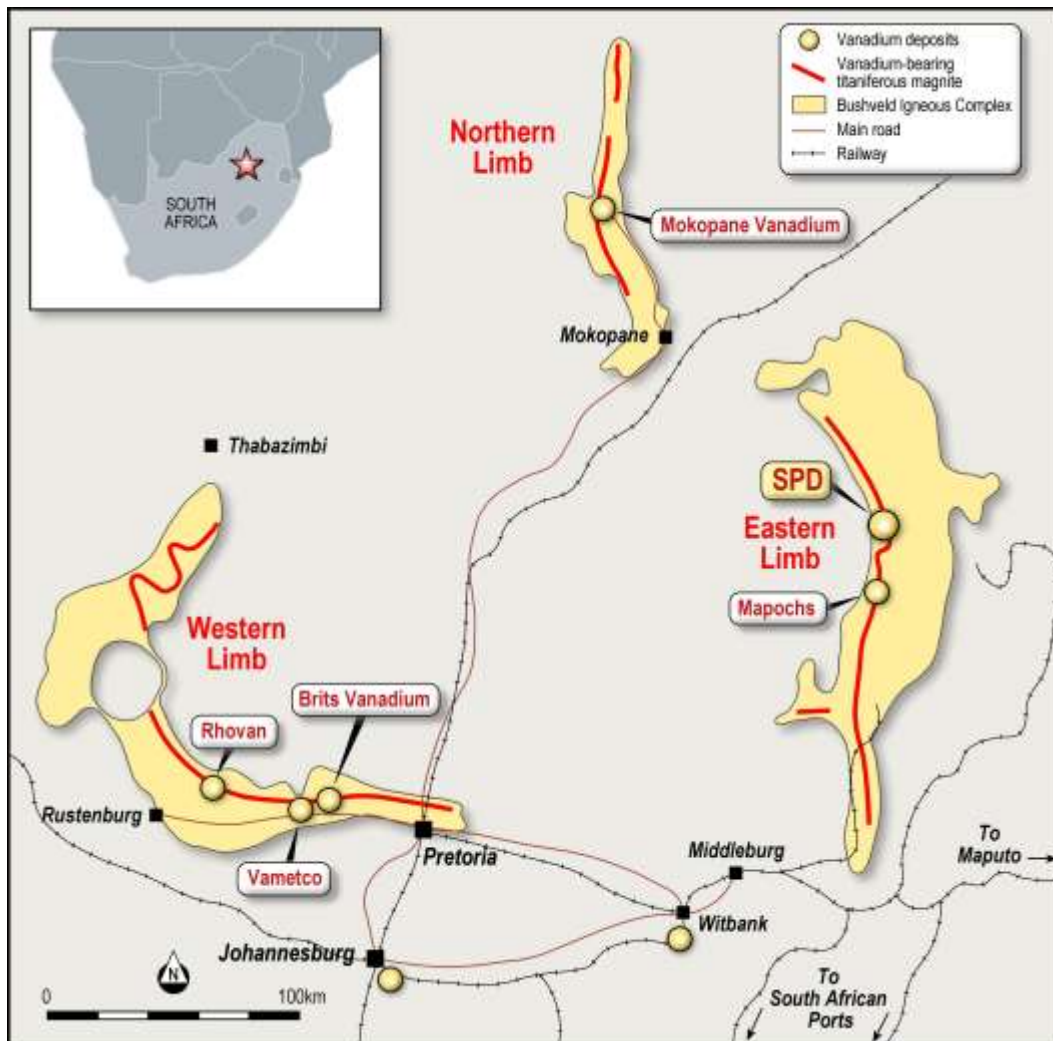 SOUTH
AFRICA
Vanadium deposits
Vanadium-bearing
titaniferous magnite
Bushveld Igneous Complex
Main road
Railway
Northern
Limb
Mokopane Vanadium
Mokopane
Thabazimbi
SPD
Eastern
Limb
Mapochs
Western
Limb
Brits Vanadium
Rhovan
Rustenburg
Vametco
Pretoria
Middleburg
To
Maputo
Witbank
Johannesburg
N
0
100km
To
South African
Ports